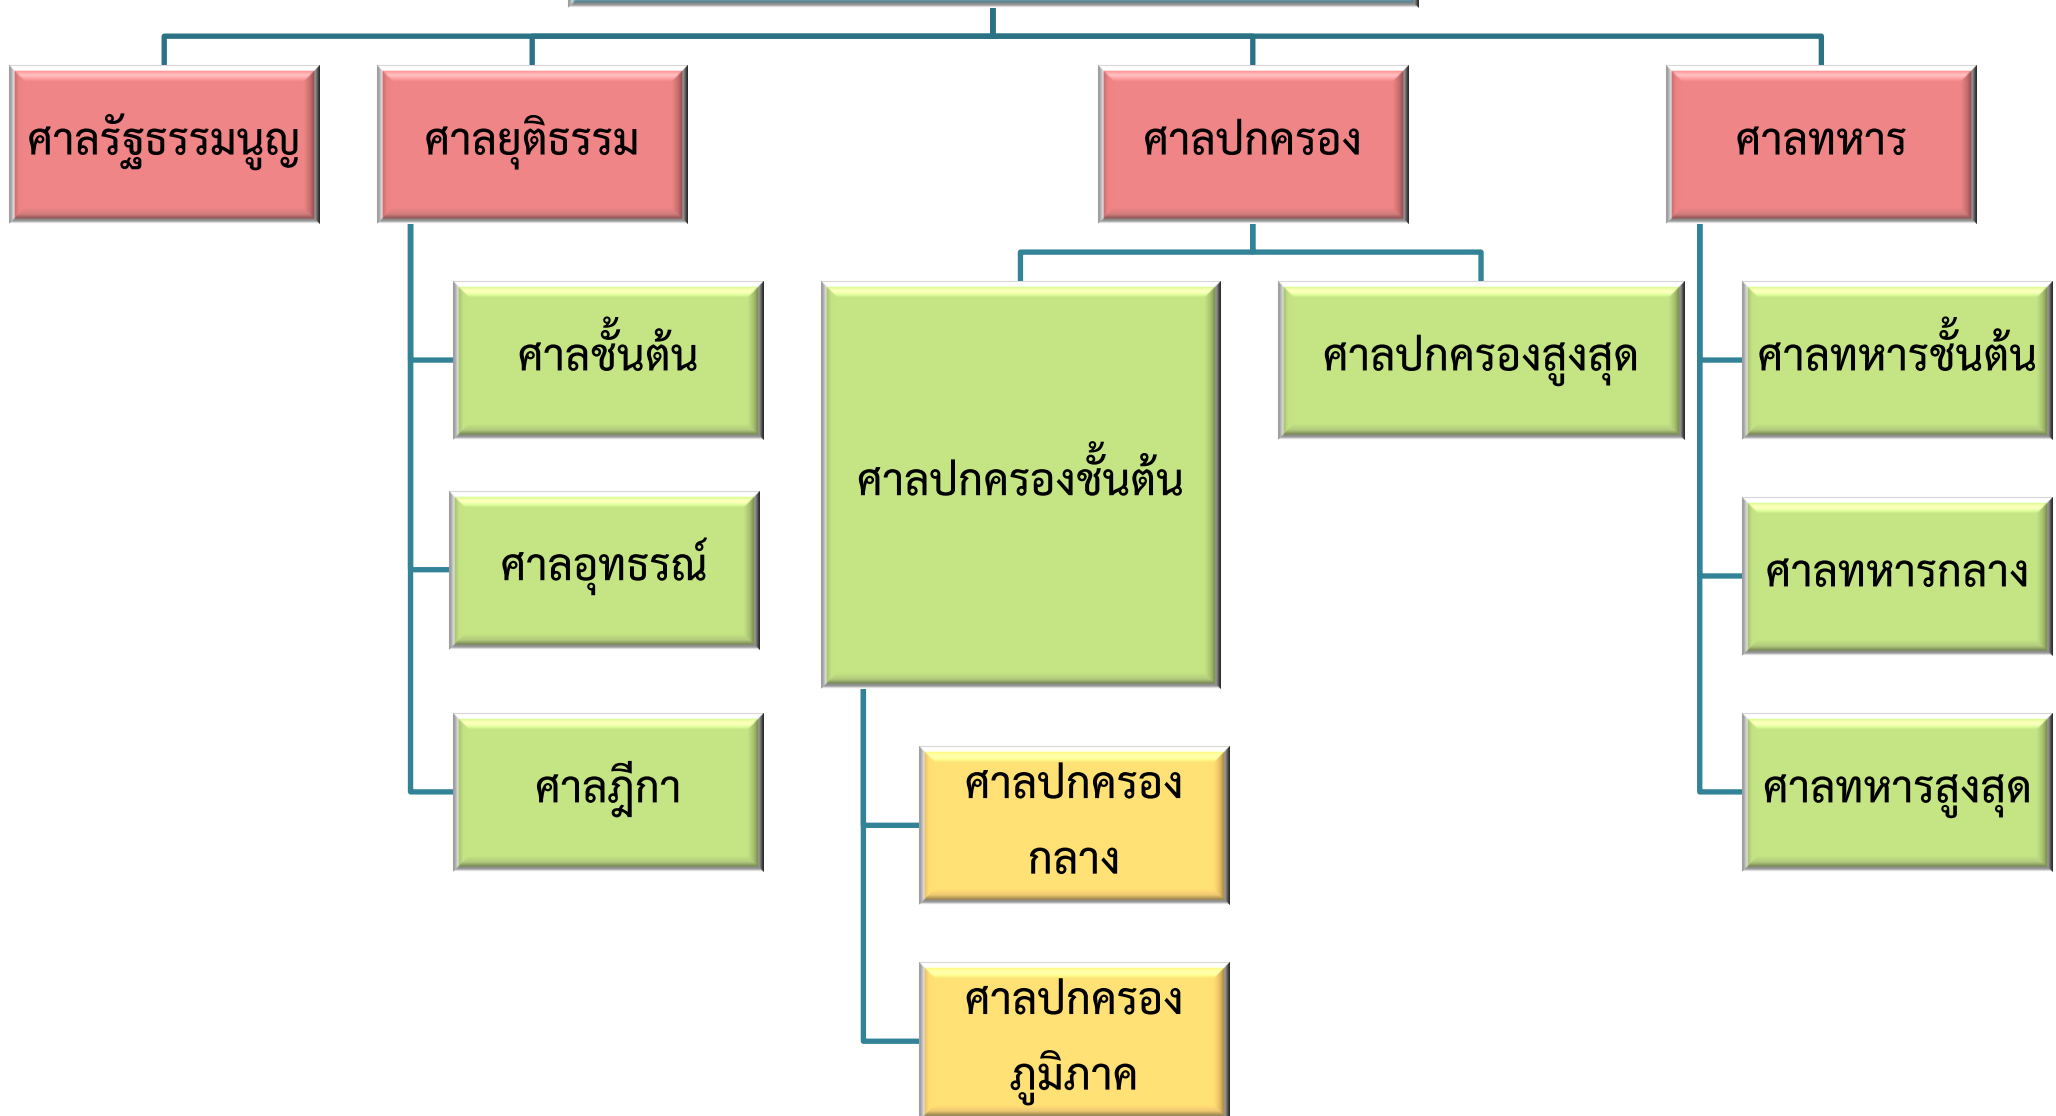 ศาลรัฐธรรมนูญ
ศาลยุติธรรม
ศาลปกครอง
ศาลทหาร
ศาลชั้นต้น
ศาลอุทธรณ์
ศาลฎีกา
ศาลปกครองชั้นต้น
ศาลปกครอง
กลาง
ศาลปกครอง
ภูมิภาค
ศาลปกครองสูงสุด
ศาลทหารชั้นต้น
ศาลทหารกลาง
ศาลทหารสูงสุด